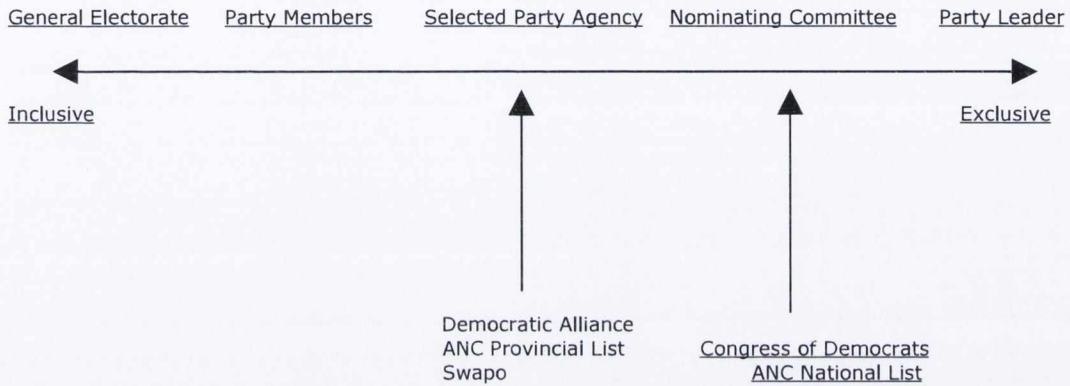 General Electorate Party Members Selected Party Agency Nominating Committee Party Leader
Inclusive Exclusive
Democratic Alliance
ANC Provincial List
Swapo
Congress of Democrats
ANC National List